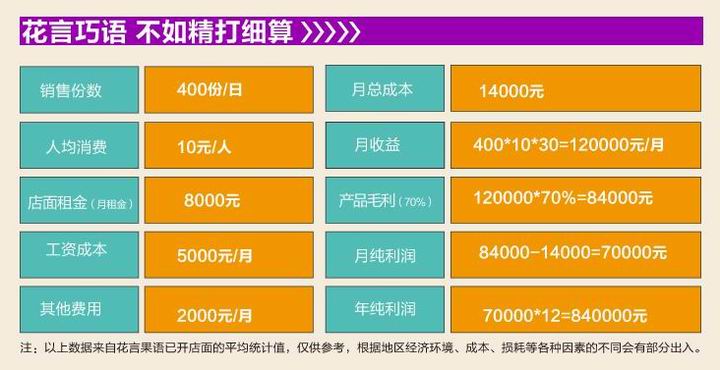 花言巧语 不如精打细算 》》》
销售份数 400份/日 月总成本 14000元
人均消费 10元/人 月收益 400*10*30=120000元/月
店面租金（月租金） 8000元 产品毛利（70%） 120000*70%=84000元
工资成本 5000元/月 月纯利润 84000-14000=70000元
其他费用 2000元/月 年纯利润 70000*12=840000元
注：以上数据来自花言果语已开店面的平均统计值，仅供参考，根据地区经济环境、成本、损耗等各种因素的不同会有部分出入。